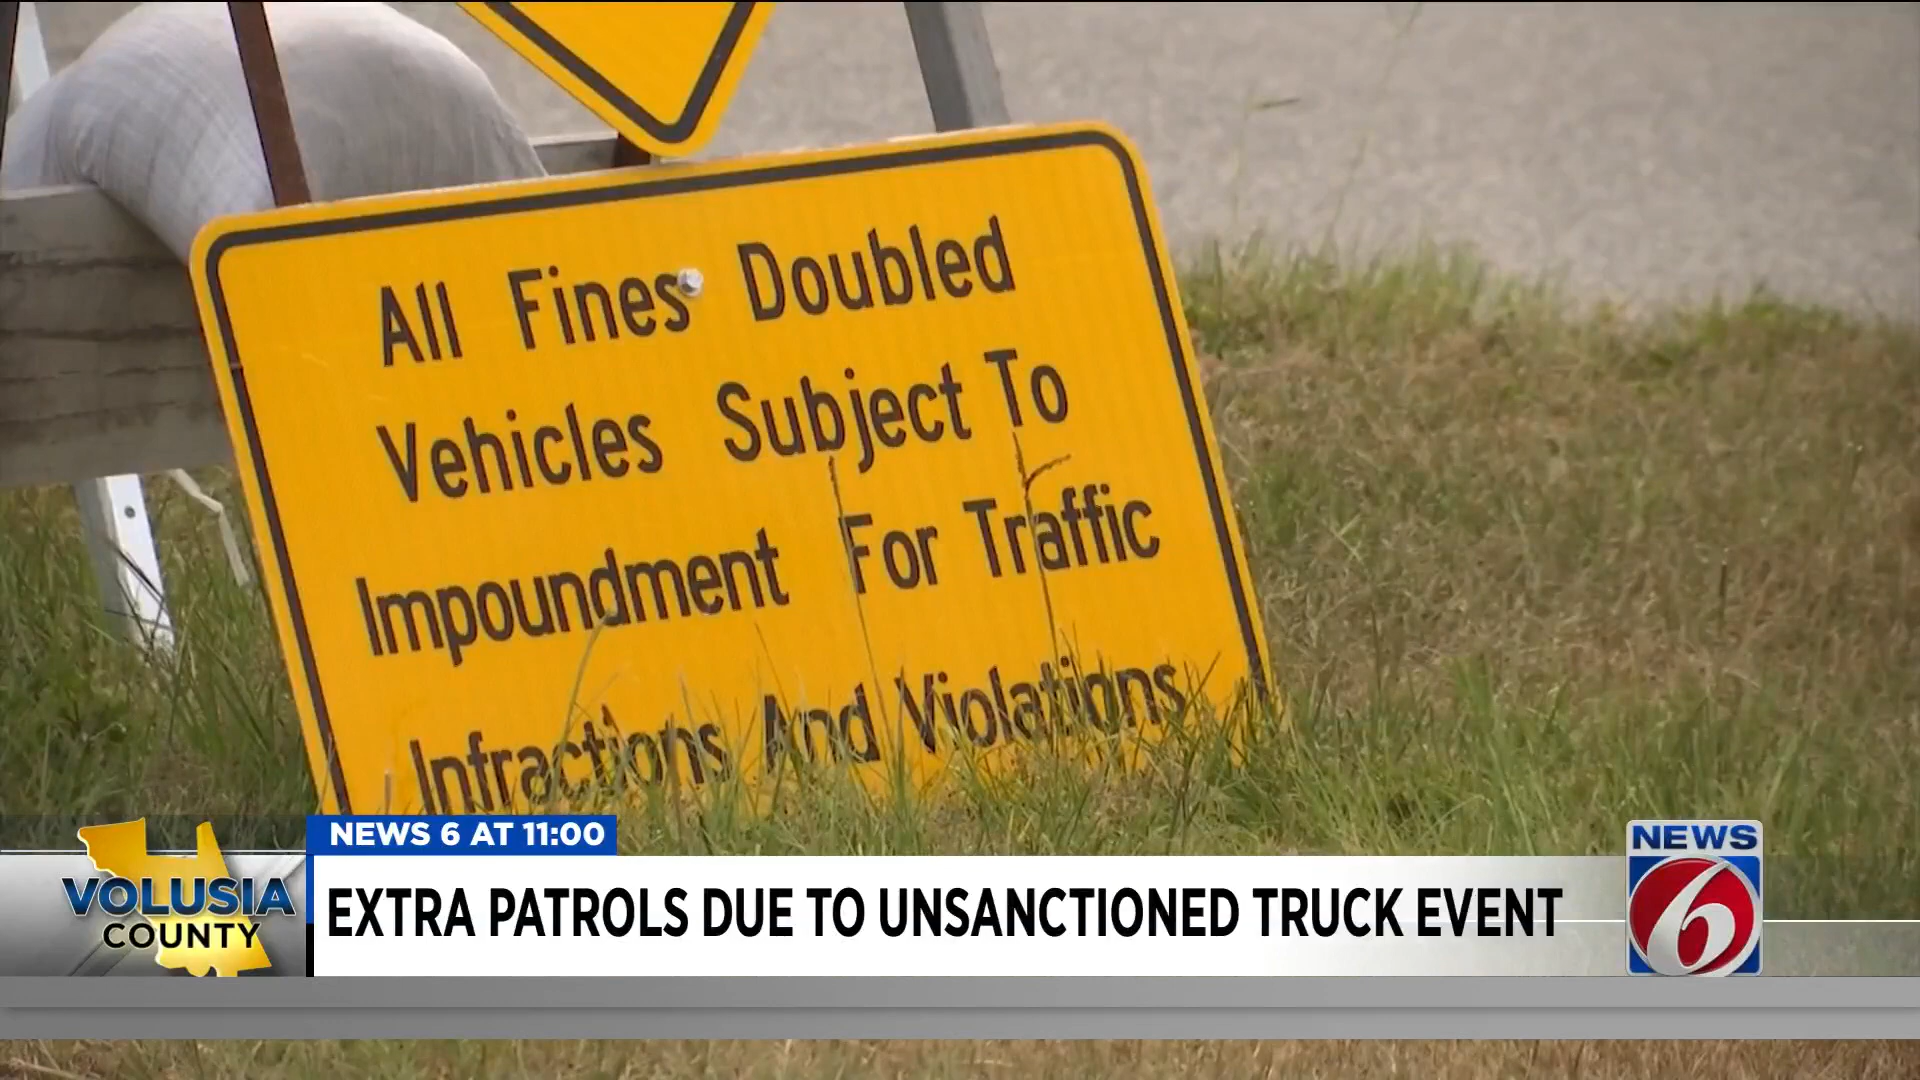 All Fines Doubled
Vehicles Subject To
Impoundment For Traffic
Infractions And Violations
NEWS 6 AT 11:00
VOLUSIA
COUNTY
EXTRA PATROLS DUE TO UNSANCTIONED TRUCK EVENT
NEWS
6